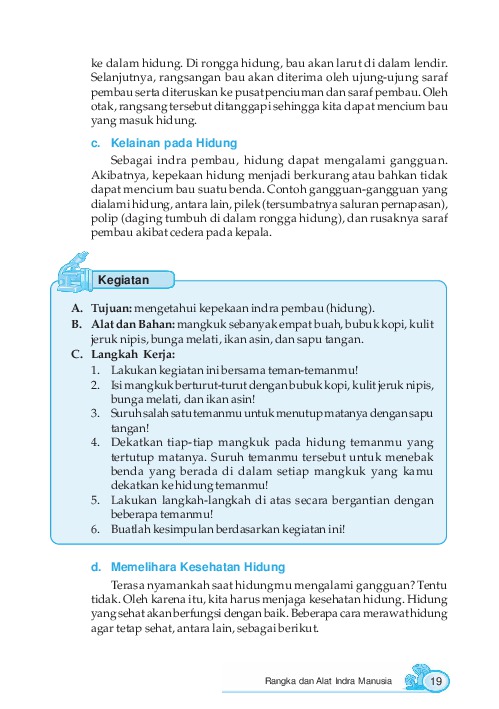 ke dalam hidung. Di rongga hidung, bau akan larut di dalam lendir.
Selanjutnya, rangsangan bau akan diterima oleh ujung-ujung saraf
pembau serta diteruskan ke pusat penciuman dan saraf pembau. Oleh
otak, rangsang tersebut ditanggapi sehingga kita dapat mencium bau
yang masuk hidung.
c. Kelainan pada Hidung
Sebagai indra pembau, hidung dapat mengalami gangguan.
Akibatnya, kepekaan hidung menjadi berkurang atau bahkan tidak
dapat mencium bau suatu benda. Contoh gangguan-gangguan yang
dialami hidung, antara lain, pilek (tersumbatnya saluran pernapasan),
polip (daging tumbuh di dalam rongga hidung), dan rusaknya saraf
pembau akibat cedera pada kepala.
Kegiatan
A. Tujuan: mengetahui kepekaan indra pembau (hidung).
B. Alat dan Bahan: mangkuk sebanyak empat buah, bubuk kopi, kulit
jeruk nipis, bunga melati, ikan asin, dan sapu tangan.
C. Langkah Kerja:
1. Lakukan kegiatan ini bersama teman-temanmu!
2. Isi mangkuk berturut-turut dengan bubuk kopi, kulit jeruk nipis,
bunga melati, dan ikan asin!
3. Suruh salah satu temanmu untuk menutup matanya dengan sapu
tangan!
4. Dekatkan tiap-tiap mangkuk pada hidung temanmu yang
tertutup matanya. Suruh temanmu tersebut untuk menebak
benda yang berada di dalam setiap mangkuk yang kamu
dekatkan ke hidung temanmu!
5. Lakukan langkah-langkah di atas secara bergantian dengan
beberapa temanmu!
6. Buatlah kesimpulan berdasarkan kegiatan ini!
d. Memelihara Kesehatan Hidung
Terasa nyamankah saat hidungmu mengalami gangguan? Tentu
tidak. Oleh karena itu, kita harus menjaga kesehatan hidung. Hidung
yang sehat akan berfungsi dengan baik. Beberapa cara merawat hidung
agar tetap sehat, antara lain, sebagai berikut.
Rangka dan Alat Indra Manusia 19